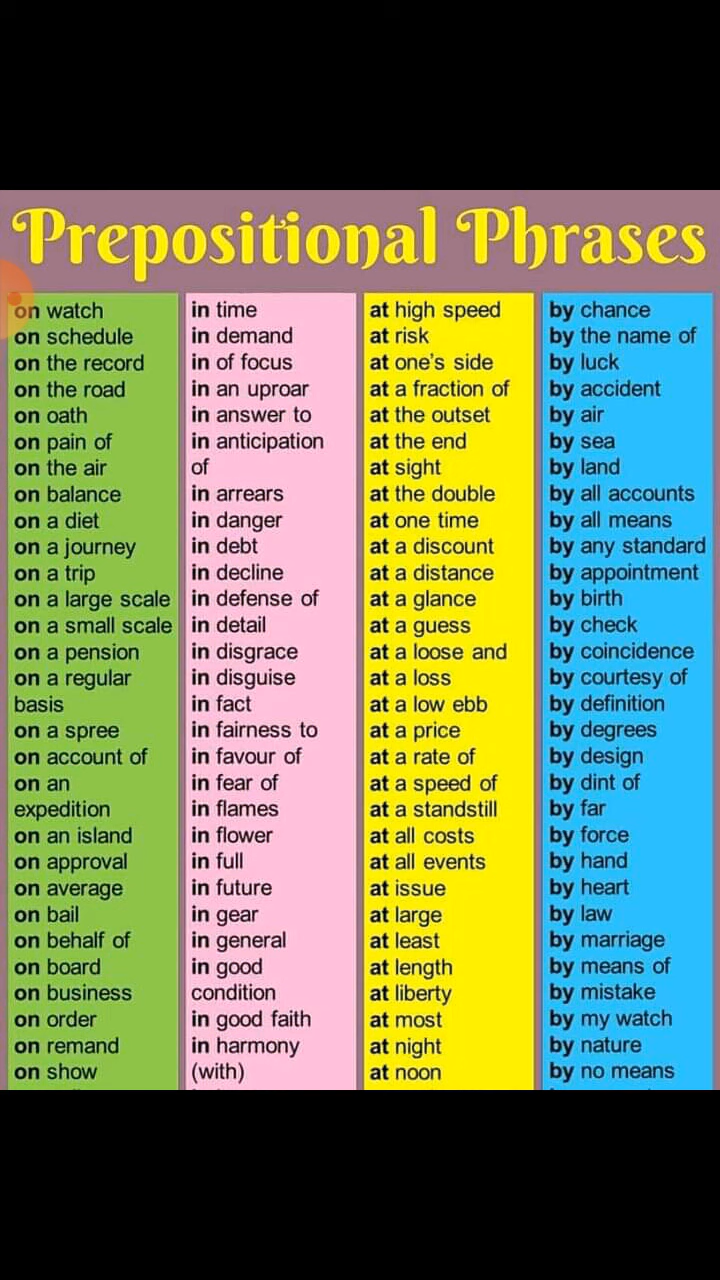 Prepositional Phrases
on watch
on schedule
on the record
on the road
on oath
on pain of
on the air
on balance
on a diet
on a journey
on a trip
on a large scale
on a small scale
on a pension
on a regular
basis
on a spree
on account of
on an
expedition
on an island
on approval
on average
on bail
on behalf of
on board
on business
on order
on remand
on show
in time
in demand
in of focus
in an uproar
in answer to
in anticipation
of
in arrears
in danger
in debt
in decline
in defense of
in detail
in disgrace
in disguise
in fact
in fairness to
in favour of
in fear of
in flames
in flower
in full
in future
in gear
in general
in good
condition
in good faith
in harmony
(with)
at high speed
at risk
at one's side
at a fraction of
at the outset
at the end
at sight
at the double
at one time
at a discount
at a distance
at a glance
at a guess
at a loose and
at a loss
at a low ebb
at a price
at a rate of
at a speed of
at a standstill
at all costs
at all events
at issue
at large
at least
at length
at liberty
at most
at night
at noon
by chance
by the name of
by luck
by accident
by air
by sea
by land
by all accounts
by all means
by any standard
by appointment
by birth
by check
by coincidence
by courtesy of
by definition
by degrees
by design
by dint of
by far
by force
by hand
by heart
by law
by marriage
by means of
by mistake
by my watch
by nature
by no means